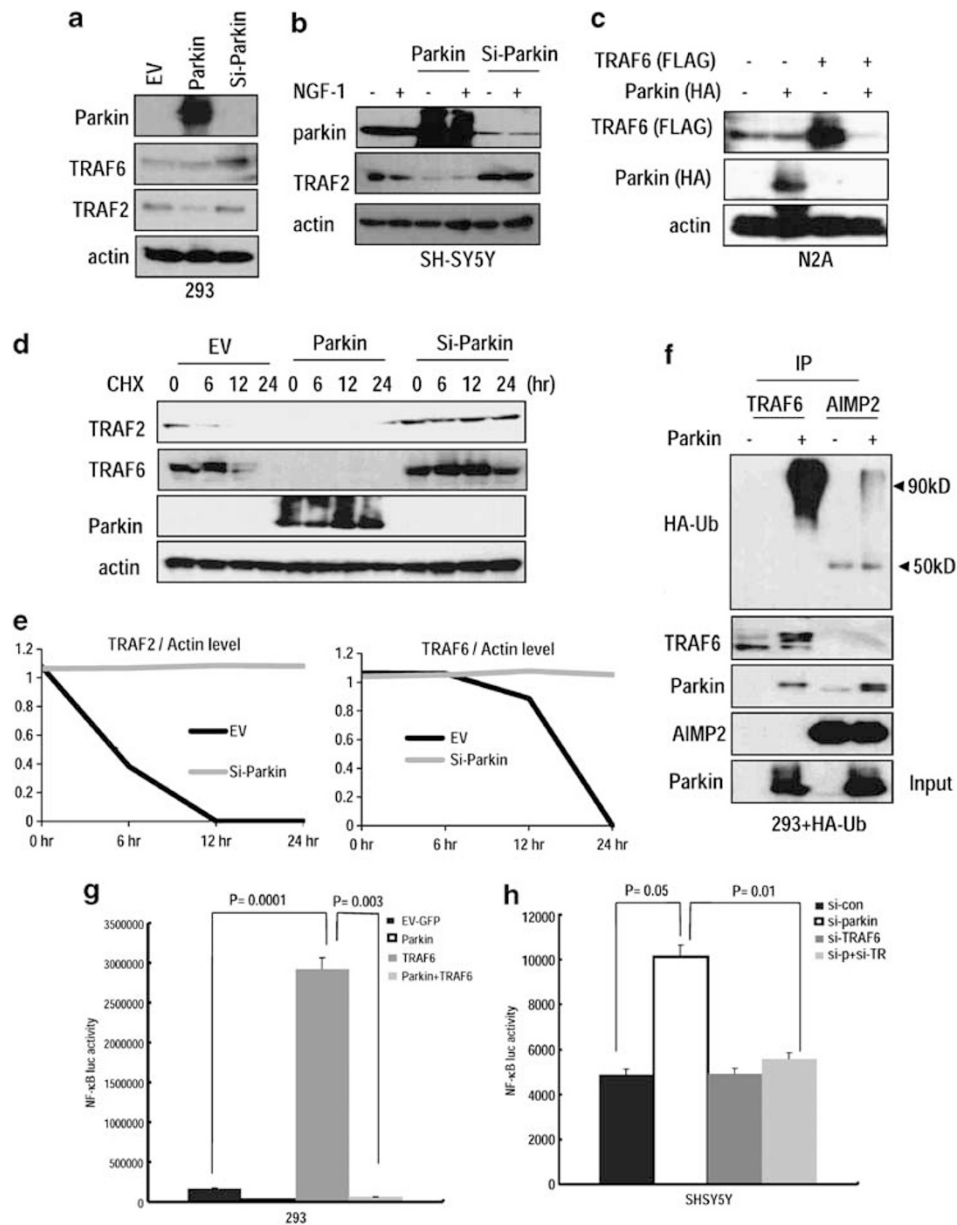 a
EV
Parkin
Si-Parkin
Parkin
TRAF6
TRAF2
actin
293
b
Parkin Si-Parkin
NGF-1 - + - + - +
parkin
TRAF2
actin
SH-SY5Y
c
TRAF6 (FLAG) - - + +
Parkin (HA) - + - +
TRAF6 (FLAG)
Parkin (HA)
actin
N2A
d
EV Parkin Si-Parkin
CHX 0 6 12 24 0 6 12 24 0 6 12 24 (hr)
TRAF2
TRAF6
Parkin
actin
e
TRAF2 / Actin level
1.2
1
0.8
0.6
0.4
0.2
0
EV
Si-Parkin
0 hr 6 hr 12 hr 24 hr
TRAF6 / Actin level
1.2
1
0.8
0.6
0.4
0.2
0
EV
Si-Parkin
0 hr 6 hr 12 hr 24 hr
f
IP
TRAF6 AIMP2
Parkin - + - +
HA-Ub
90kD
50kD
TRAF6
Parkin
AIMP2
Parkin Input
293+HA-Ub
g
P= 0.0001 P= 0.003
EV-GFP
Parkin
TRAF6
Parkin+TRAF6
NF-κB luc activity
3500000
3000000
2500000
2000000
1500000
1000000
500000
0
293
h
P= 0.05 P= 0.01
si-con
si-parkin
si-TRAF6
si-p+si-TR
NF-κB luc activity
12000
10000
8000
6000
4000
2000
0
SHSY5Y